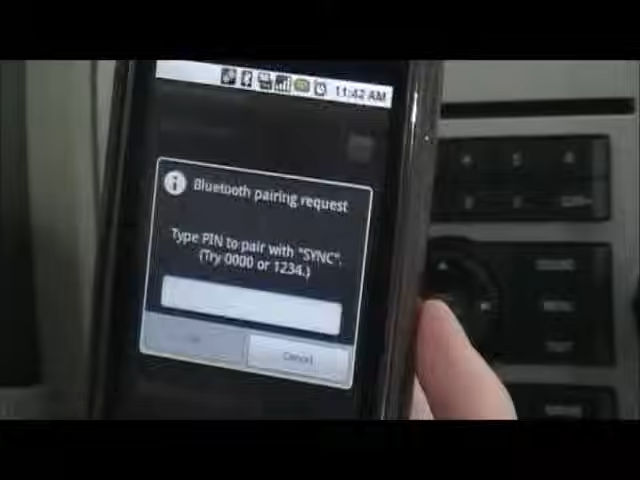 11:42 AM
Bluetooth pairing request
Type PIN to pair with "SYNC".
(Try 0000 or 1234.)
Cancel